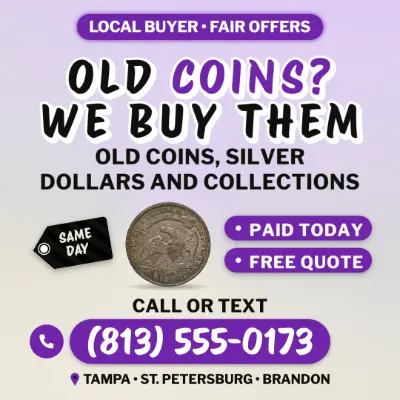 LOCAL BUYER • FAIR OFFERS
OLD COINS?
WE BUY THEM
OLD COINS, SILVER
DOLLARS AND COLLECTIONS
SAME
DAY
• PAID TODAY
• FREE QUOTE
CALL OR TEXT
(813) 555-0173
TAMPA • ST. PETERSBURG • BRANDON